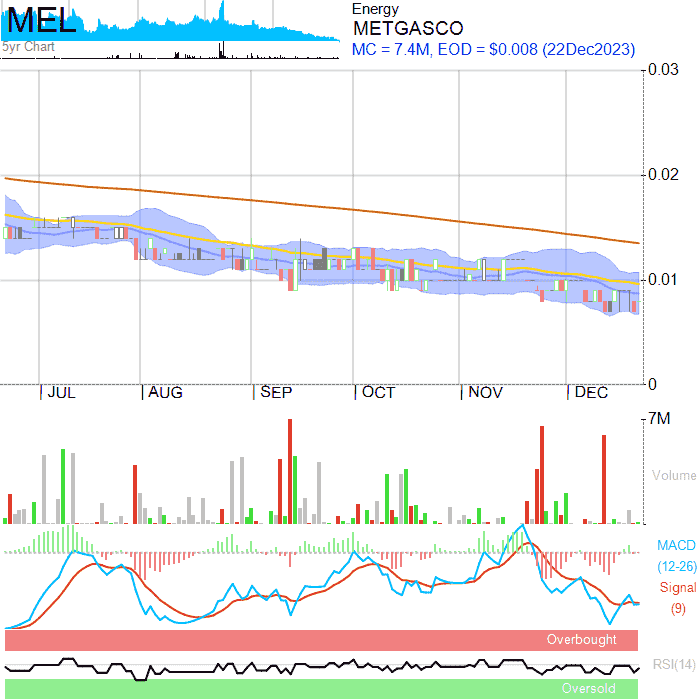 MEL
5yr Chart
Energy
METGASCO
MC = 7.4M, EOD = $0.008 (22Dec2023)
0.03
0.02
0.01
0
JUL AUG SEP OCT NOV DEC
7M
Volume
MACD
(12-26)
Signal
(9)
Overbought
RSI(14)
Oversold